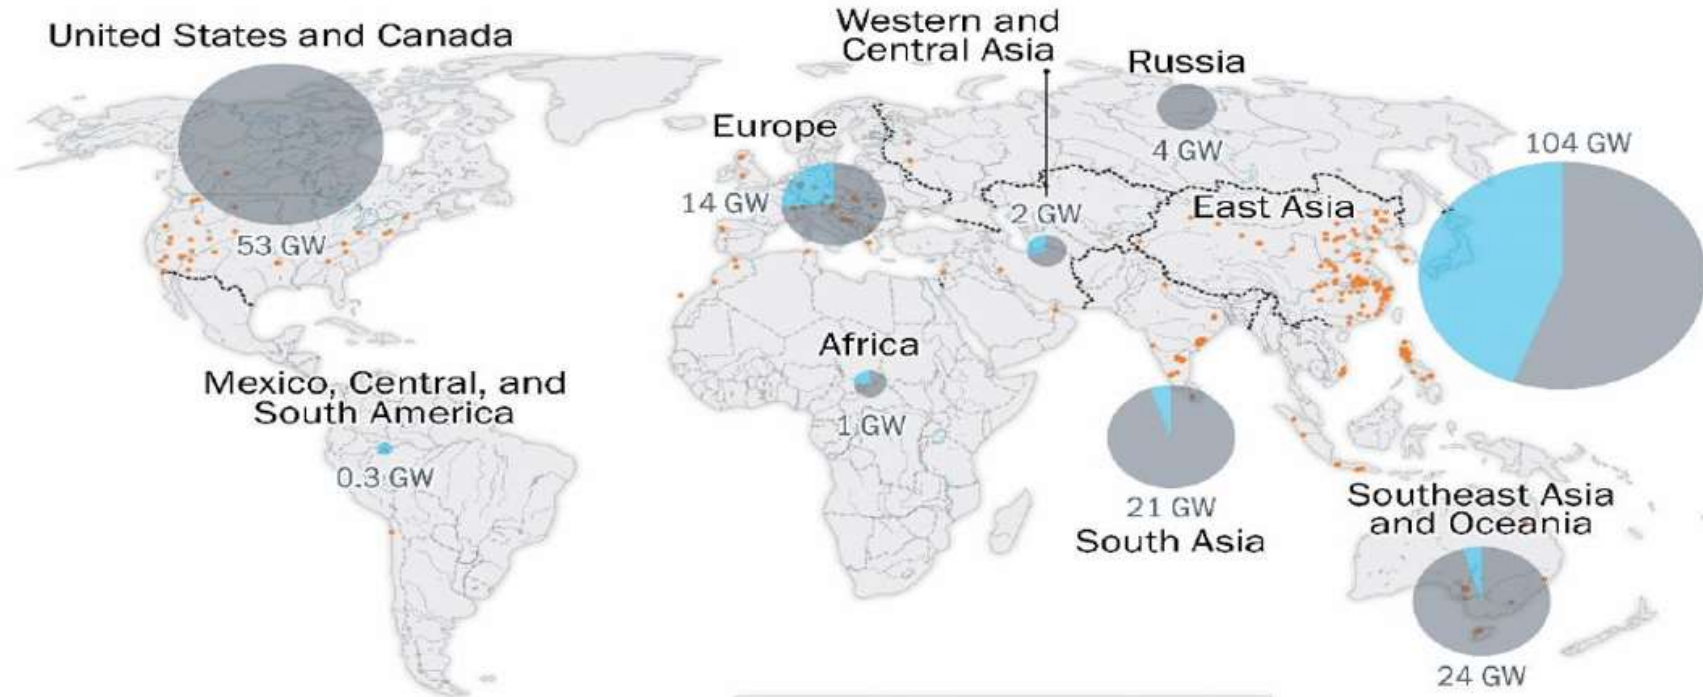 United States and Canada
53 GW
Mexico, Central, and
South America
0.3 GW
Europe
14 GW
Western and
Central Asia
2 GW
Russia
4 GW
East Asia
104 GW
Africa
1 GW
21 GW
South Asia
Southeast Asia
and Oceania
24 GW